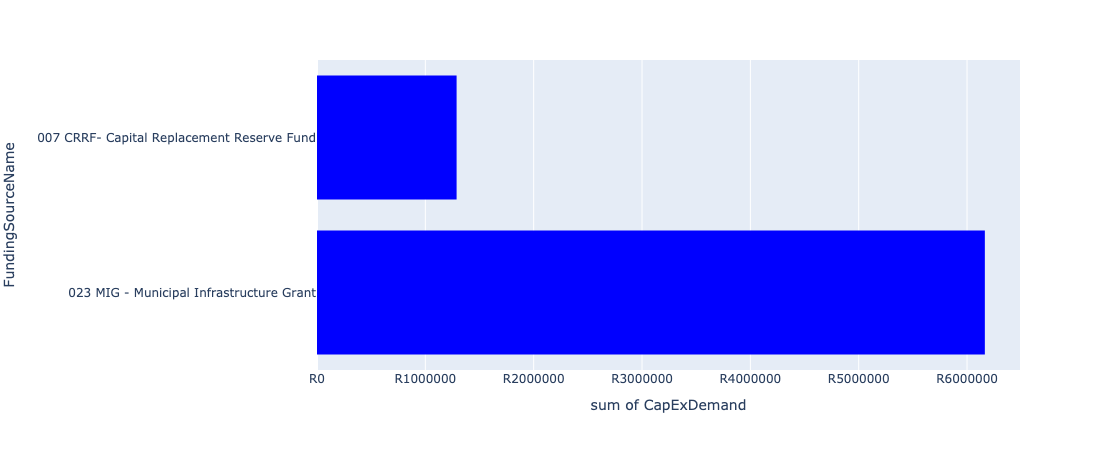 FundingSourceName
007 CRRF- Capital Replacement Reserve Fund
023 MIG - Municipal Infrastructure Grant
R0 R1000000 R2000000 R3000000 R4000000 R5000000 R6000000
sum of CapExDemand